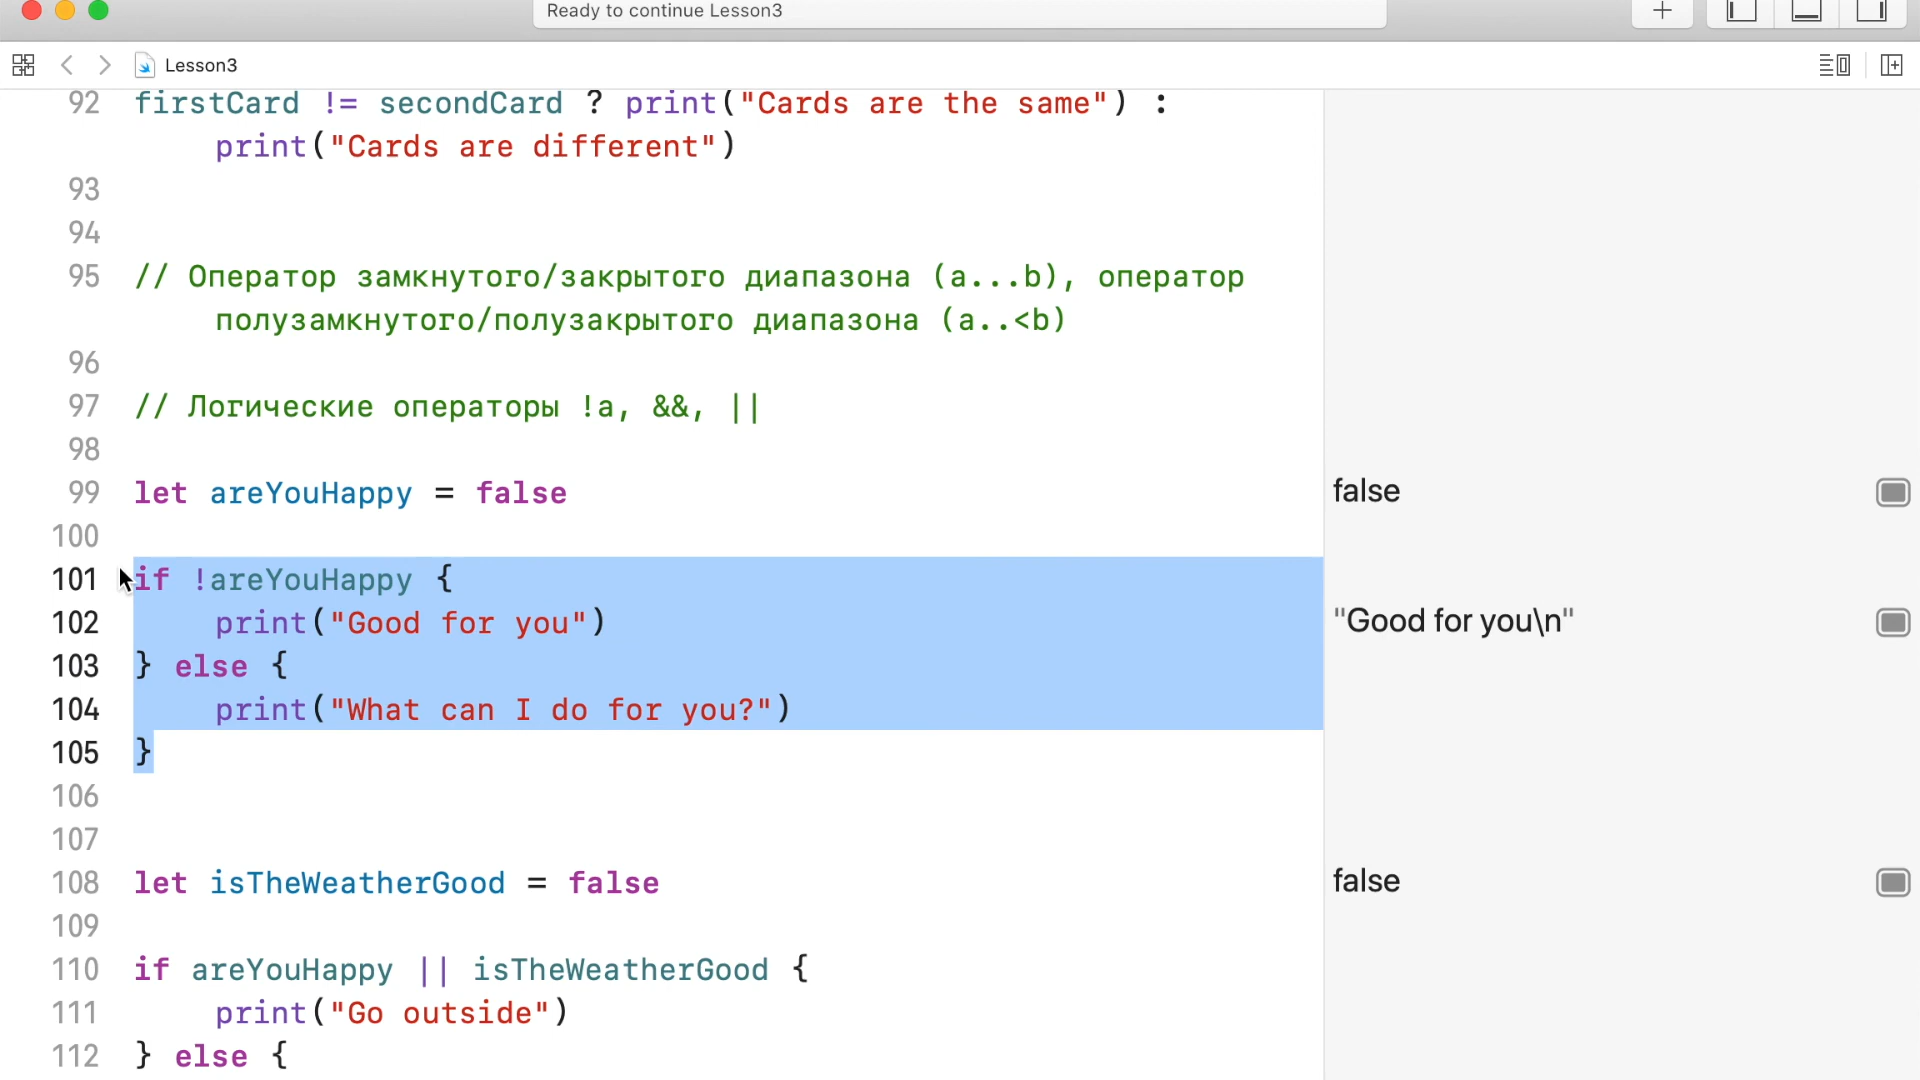 Ready to continue Lesson3
Lesson3
92 firstCard != secondCard ? print("Cards are the same") :
print("Cards are different")
93
94
95 // Оператор замкнутого/закрытого диапазона (a...b), оператор
полузамкнутого/полузакрытого диапазона (a..<b)
96
97 // Логические операторы !a, &&, ||
98
99 let areYouHappy = false false
100
101 if !areYouHappy {
102 print("Good for you") "Good for you\n"
103 } else {
104 print("What can I do for you?")
105 }
106
107
108 let isTheWeatherGood = false false
109
110 if areYouHappy || isTheWeatherGood {
111 print("Go outside")
112 } else {